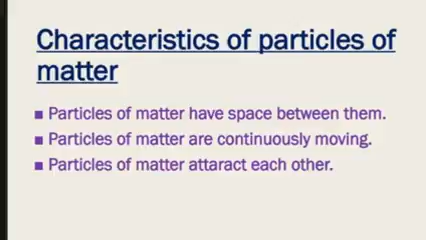 Characteristics of particles of
matter
▪ Particles of matter have space between them.
▪ Particles of matter are continuously moving.
▪ Particles of matter attaract each other.